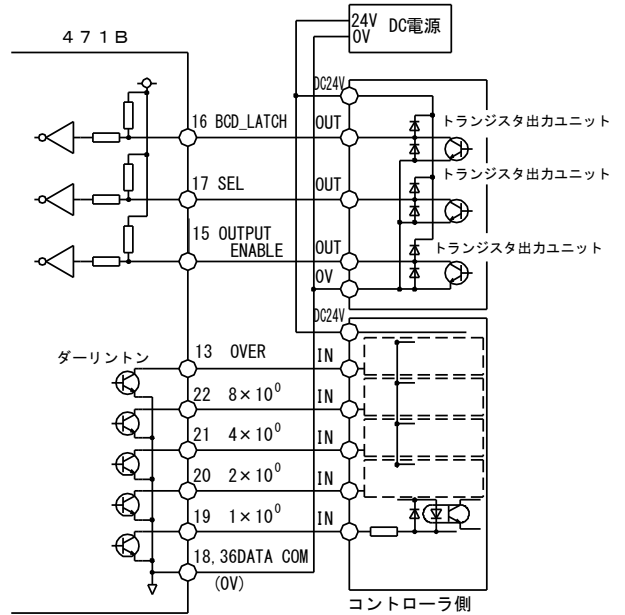 471B
24V
0V
DC電源
DC24V
16 BCD_LATCH
OUT
トランジスタ出力ユニット
トランジスタ出力ユニット
17 SEL
OUT
15 OUTPUT
ENABLE
OUT
トランジスタ出力ユニット
0V
DC24V
ダーリントン
13 OVER
IN
22 8×10⁰
IN
21 4×10⁰
IN
20 2×10⁰
IN
19 1×10⁰
IN
18,36DATA COM
(0V)
コントローラ側